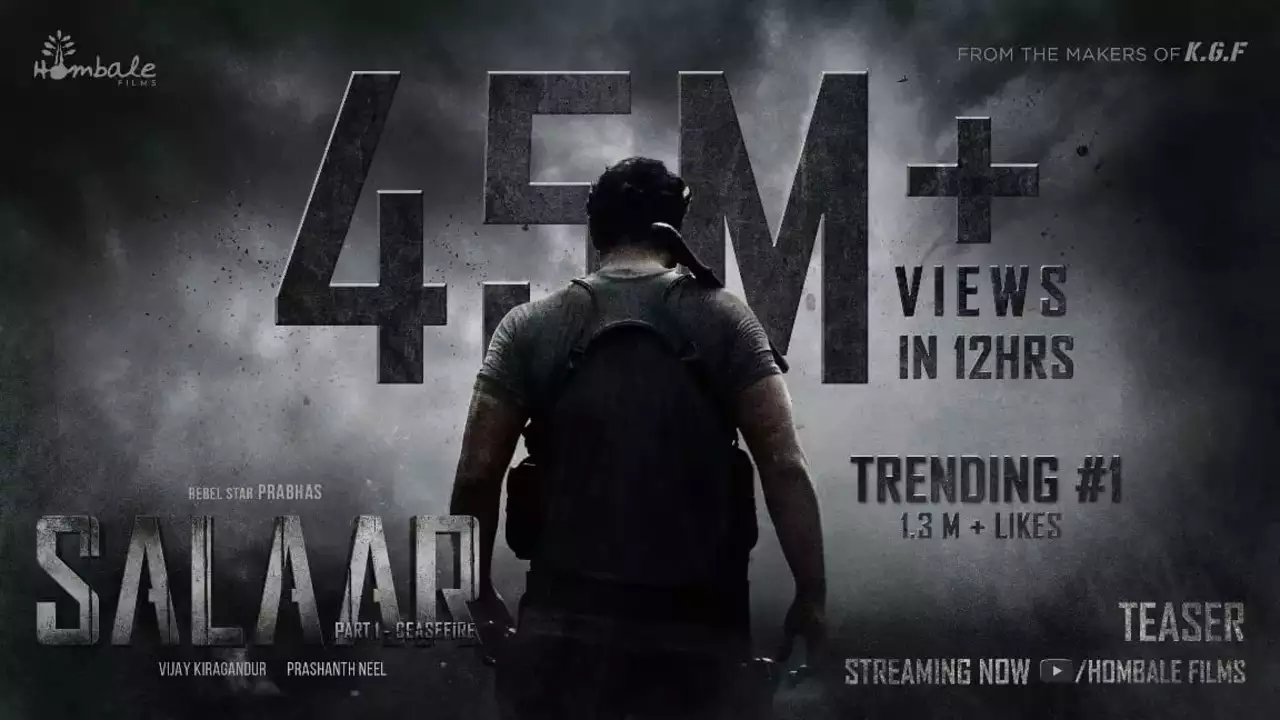 Hombale
FILMS
FROM THE MAKERS OF K.G.F
45M+
VIEWS
IN 12HRS
TRENDING #1
1.3 M + LIKES
REBEL STAR PRABHAS
SALAAR
PART 1 - CEASEFIRE
VIJAY KIRAGANDUR PRASHANTH NEEL
TEASER
STREAMING NOW /HOMBALE FILMS